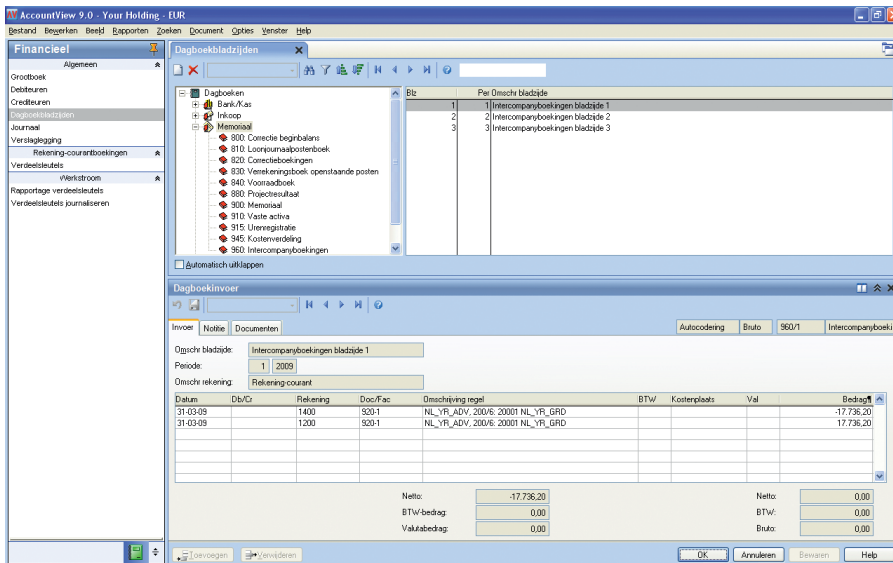 AccountView 9.0 - Your Holding - EUR
Bestand Bewerken Beeld Rapporten Zoeken Document Opties Venster Help
Financieel
Algemeen
Grootboek
Debiteuren
Crediteuren
Dagboekbladzijden
Journaal
Verslaglegging
Rekening-courantboekingen
Verdeelsleutels
Werkstroom
Rapportage verdeelsleutels
Verdeelsleutels journaliseren
Dagboekbladzijden
Dagboeken
Bank/Kas
Inkoop
Memoriaal
800: Correctie beginbalans
810: Loonjournaalpostenboek
820: Correctieboekingen
830: Verrekeningsboek openstaande posten
840: Voorraadboek
880: Projectresultaat
900: Memoriaal
910: Vaste activa
915: Urenregistratie
945: Kostenverdeling
960: Intercompanyboekingen
Automatisch uitklappen
Blz Per Omschr bladzijde
1 1 Intercompanyboekingen bladzijde 1
2 2 Intercompanyboekingen bladzijde 2
3 3 Intercompanyboekingen bladzijde 3
Dagboekinvoer
Invoer Notitie Documenten Autocodering Bruto 960/1 Intercompanyboeki
Omschr bladzijde: Intercompanyboekingen bladzijde 1
Periode: 1 2009
Omschr rekening: Rekening-courant
Datum Db/Cr Rekening Doc/Fac Omschrijving regel BTW Kostenplaats Val Bedrag¶
31-03-09 1400 920-1 NL_YR_ADV, 200/6: 20001 NL_YR_GRD -17.736,20
31-03-09 1200 920-1 NL_YR_ADV, 200/6: 20001 NL_YR_GRD 17.736,20
Netto: -17.736,20 Netto: 0,00
BTW-bedrag: 0,00 BTW: 0,00
Valutabedrag: 0,00 Bruto: 0,00
Toevoegen Verwijderen OK Annuleren Bewaren Help